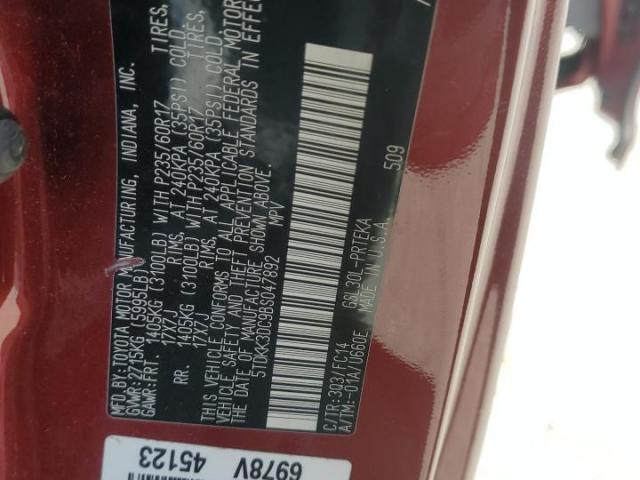 BY:TOYOTA MOTOR MANUFACTURING, INDIANA, INC.
GVWR:2715KG (5995LB)
GAWR:FRT. 1405KG (3100LB) WITH P235/60R17 TIRES,
17X7J RIMS, AT 240KPA (35PSI) COLD.
RR. 1405KG (3100LB) WITH P235/60R17 TIRES,
17X7J RIMS, AT 240KPA (35PSI) COLD.
THIS VEHICLE CONFORMS TO ALL APPLICABLE FEDERAL MOTOR
VEHICLE SAFETY AND THEFT PREVENTION STANDARDS IN EFFECT
THE DATE OF MANUFACTURE SHOWN ABOVE.
5TDKK3DC9BS047892 MPV
509
C/TR:3Q3/FC14 GSL30L-PRTEKA
A/TM:-01A/U660E MADE IN U.S.A.
6978V
45123